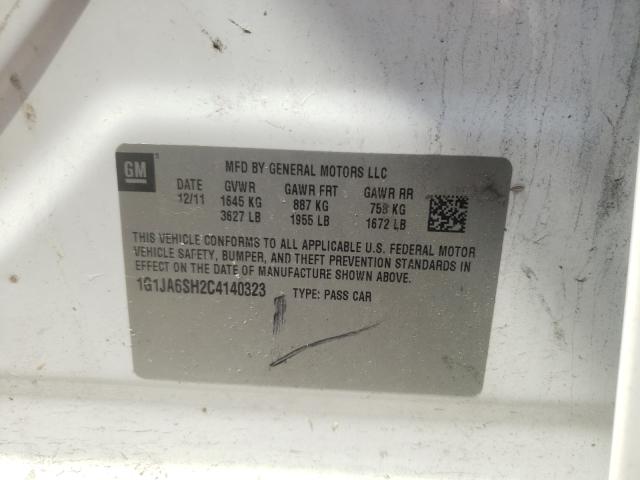 GM
MFD BY GENERAL MOTORS LLC
DATE GVWR GAWR FRT GAWR RR
12/11 1645 KG 887 KG 758 KG
3627 LB 1955 LB 1672 LB
THIS VEHICLE CONFORMS TO ALL APPLICABLE U.S. FEDERAL MOTOR
VEHICLE SAFETY, BUMPER, AND THEFT PREVENTION STANDARDS IN
EFFECT ON THE DATE OF MANUFACTURE SHOWN ABOVE.
1G1JA6SH2C4140323 TYPE: PASS CAR